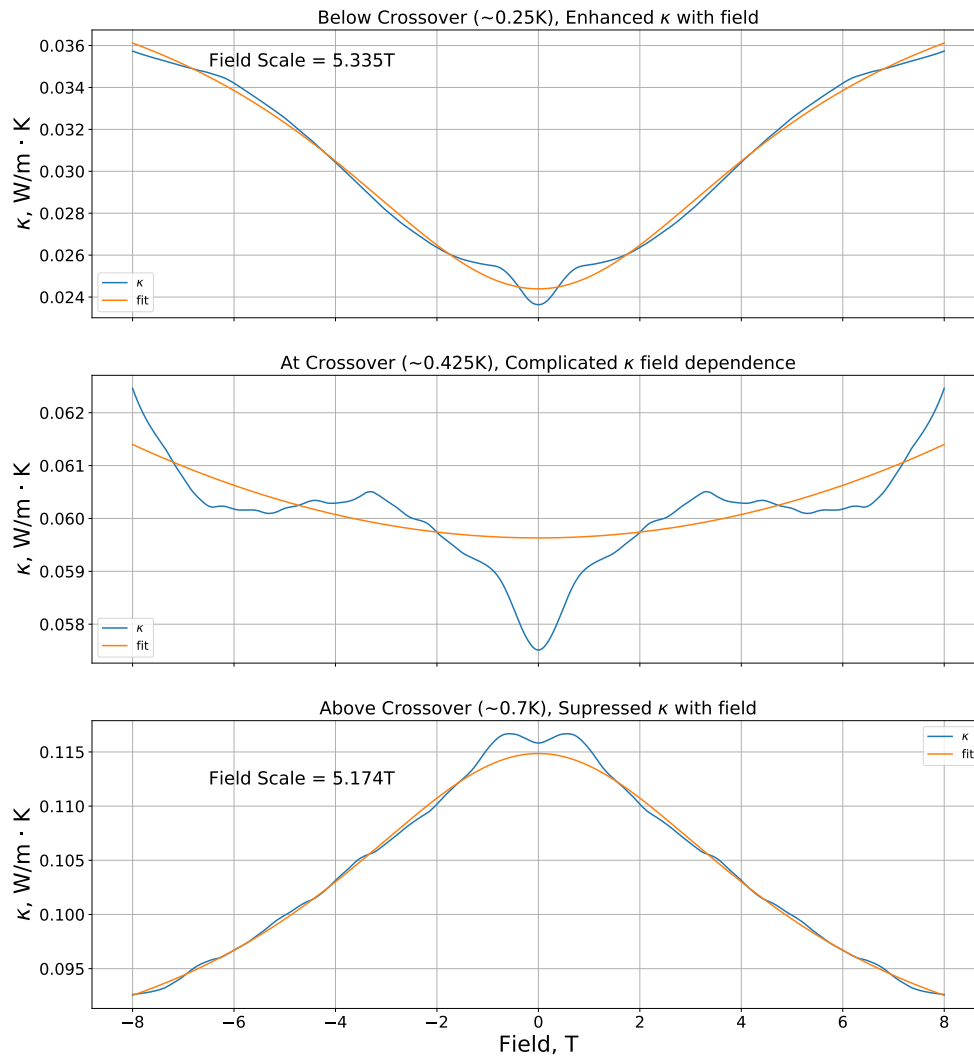 Below Crossover (~0.25K), Enhanced κ with field
0.036
0.034
0.032
0.030
0.028
0.026
0.024
κ, W/m · K
Field Scale = 5.335T
κ
fit
At Crossover (~0.425K), Complicated κ field dependence
0.062
0.061
0.060
0.059
0.058
κ, W/m · K
κ
fit
Above Crossover (~0.7K), Supressed κ with field
0.115
0.110
0.105
0.100
0.095
κ, W/m · K
Field Scale = 5.174T
κ
fit
−8 −6 −4 −2 0 2 4 6 8
Field, T